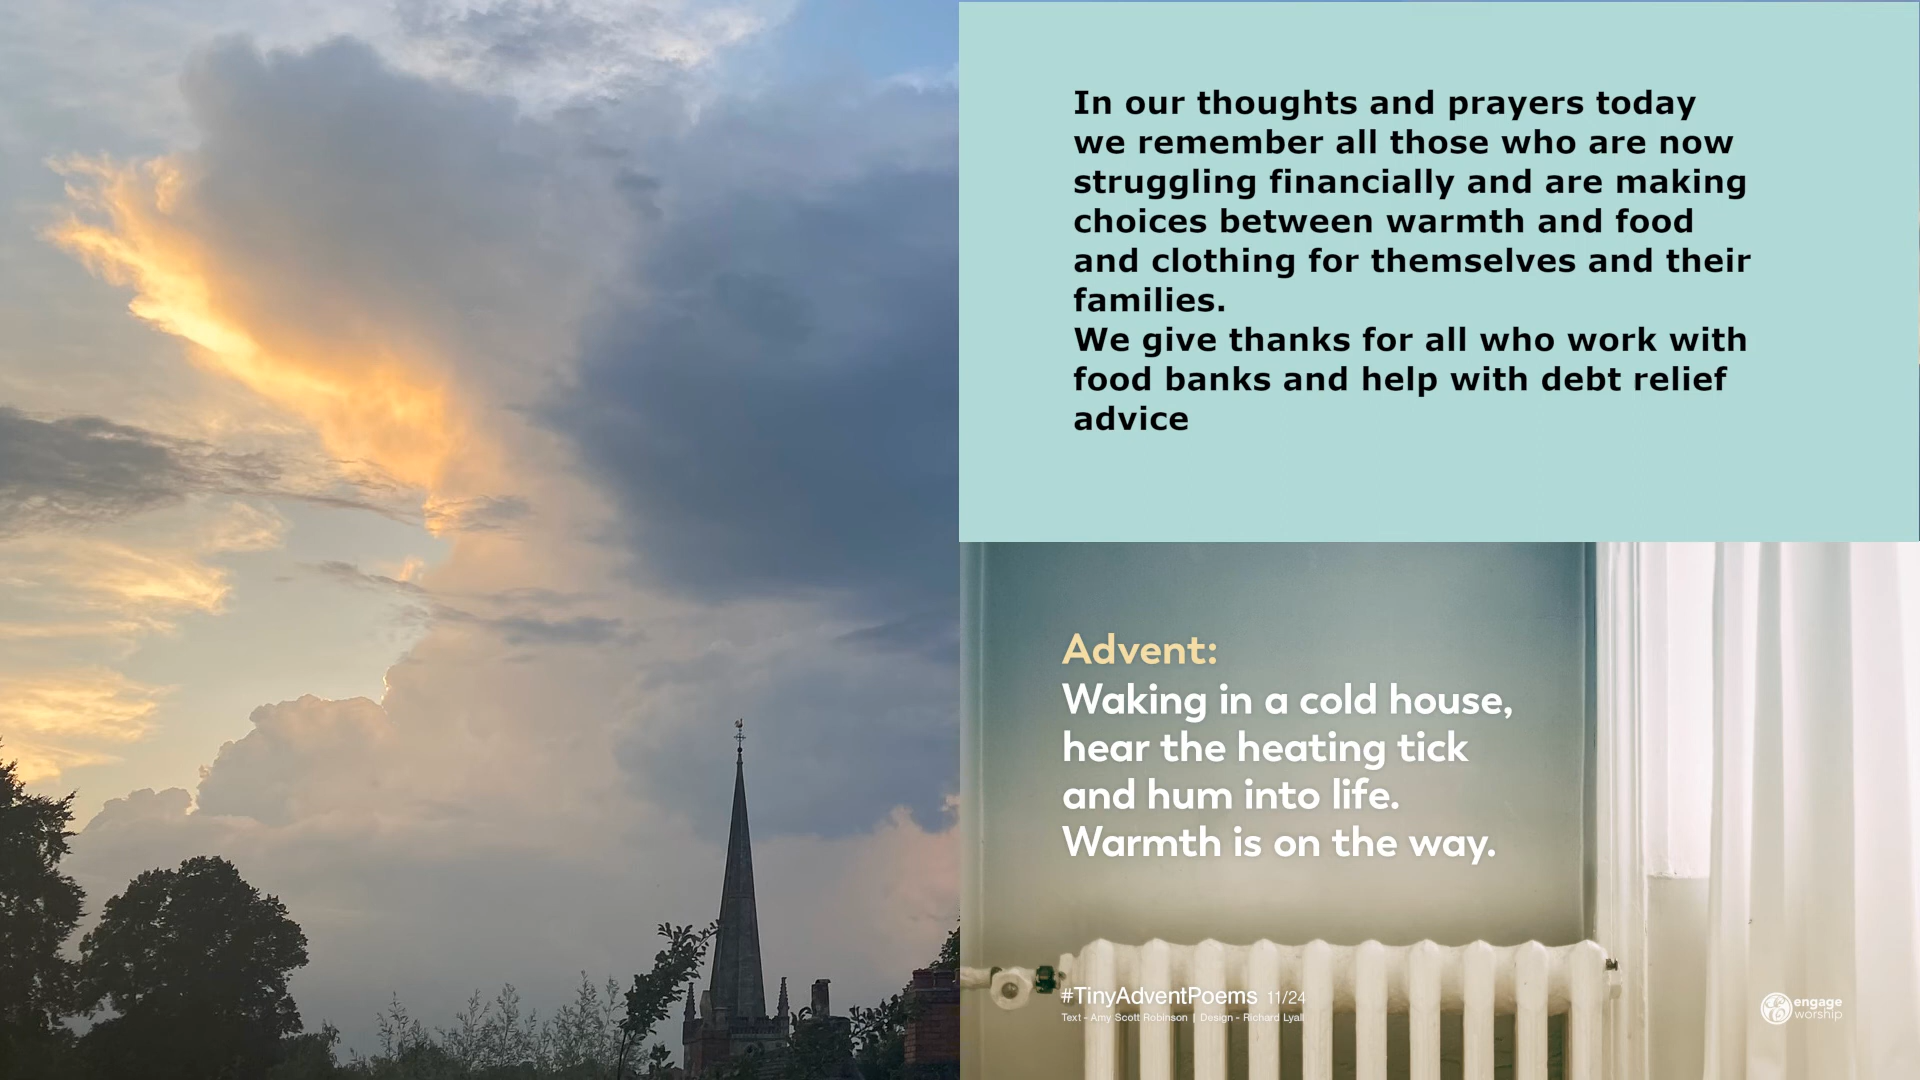 In our thoughts and prayers today
we remember all those who are now
struggling financially and are making
choices between warmth and food
and clothing for themselves and their
families.
We give thanks for all who work with
food banks and help with debt relief
advice
Advent:
Waking in a cold house,
hear the heating tick
and hum into life.
Warmth is on the way.
#TinyAdventPoems 11/24
Text - Amy Scott Robinson | Design - Richard Lyall
engage
worship